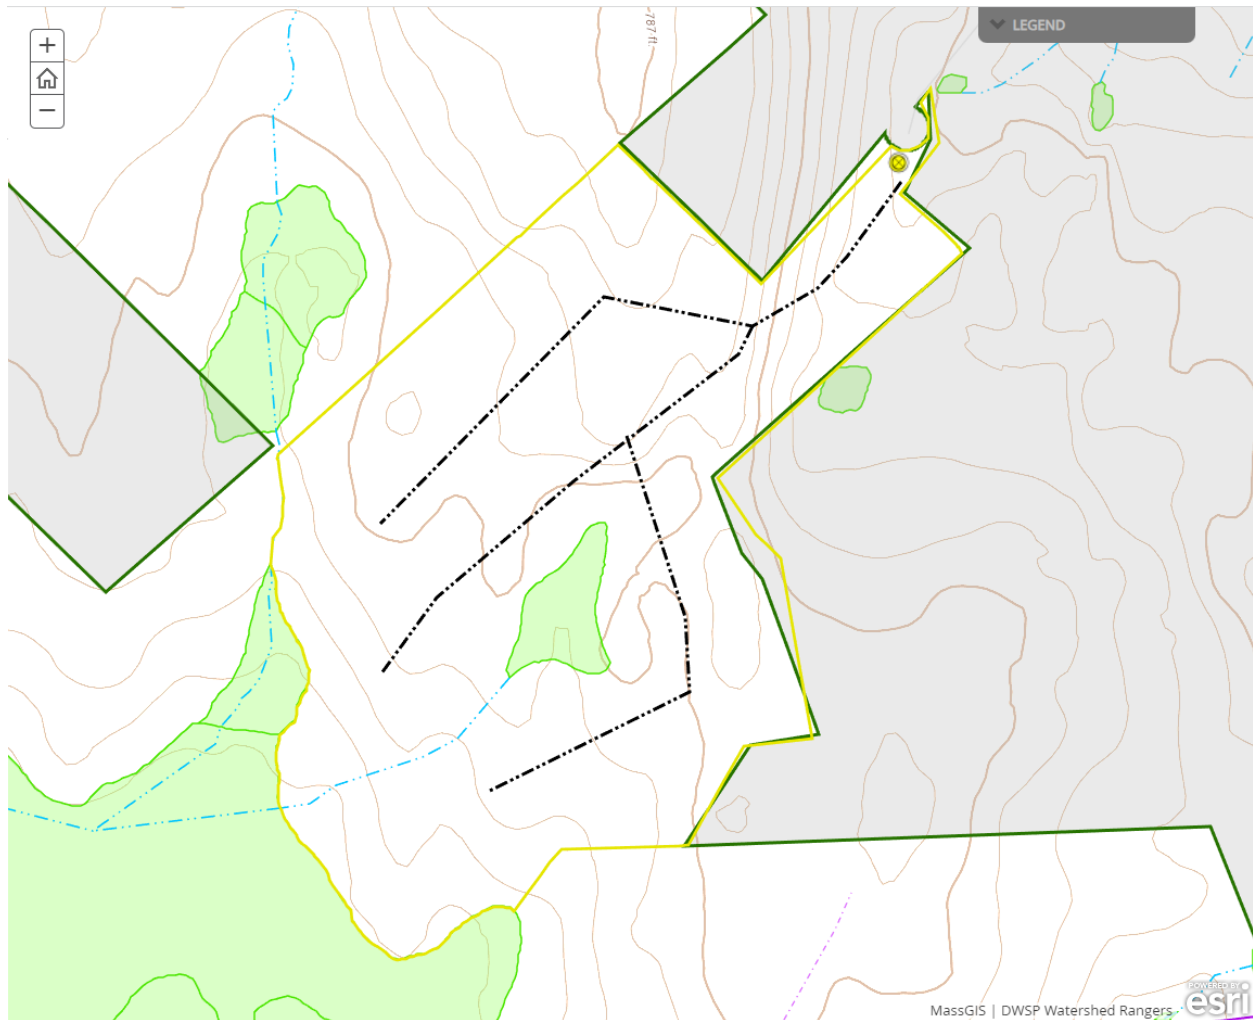 787 ft
LEGEND
+
−
MassGIS | DWSP Watershed Rangers
POWERED BY
esri